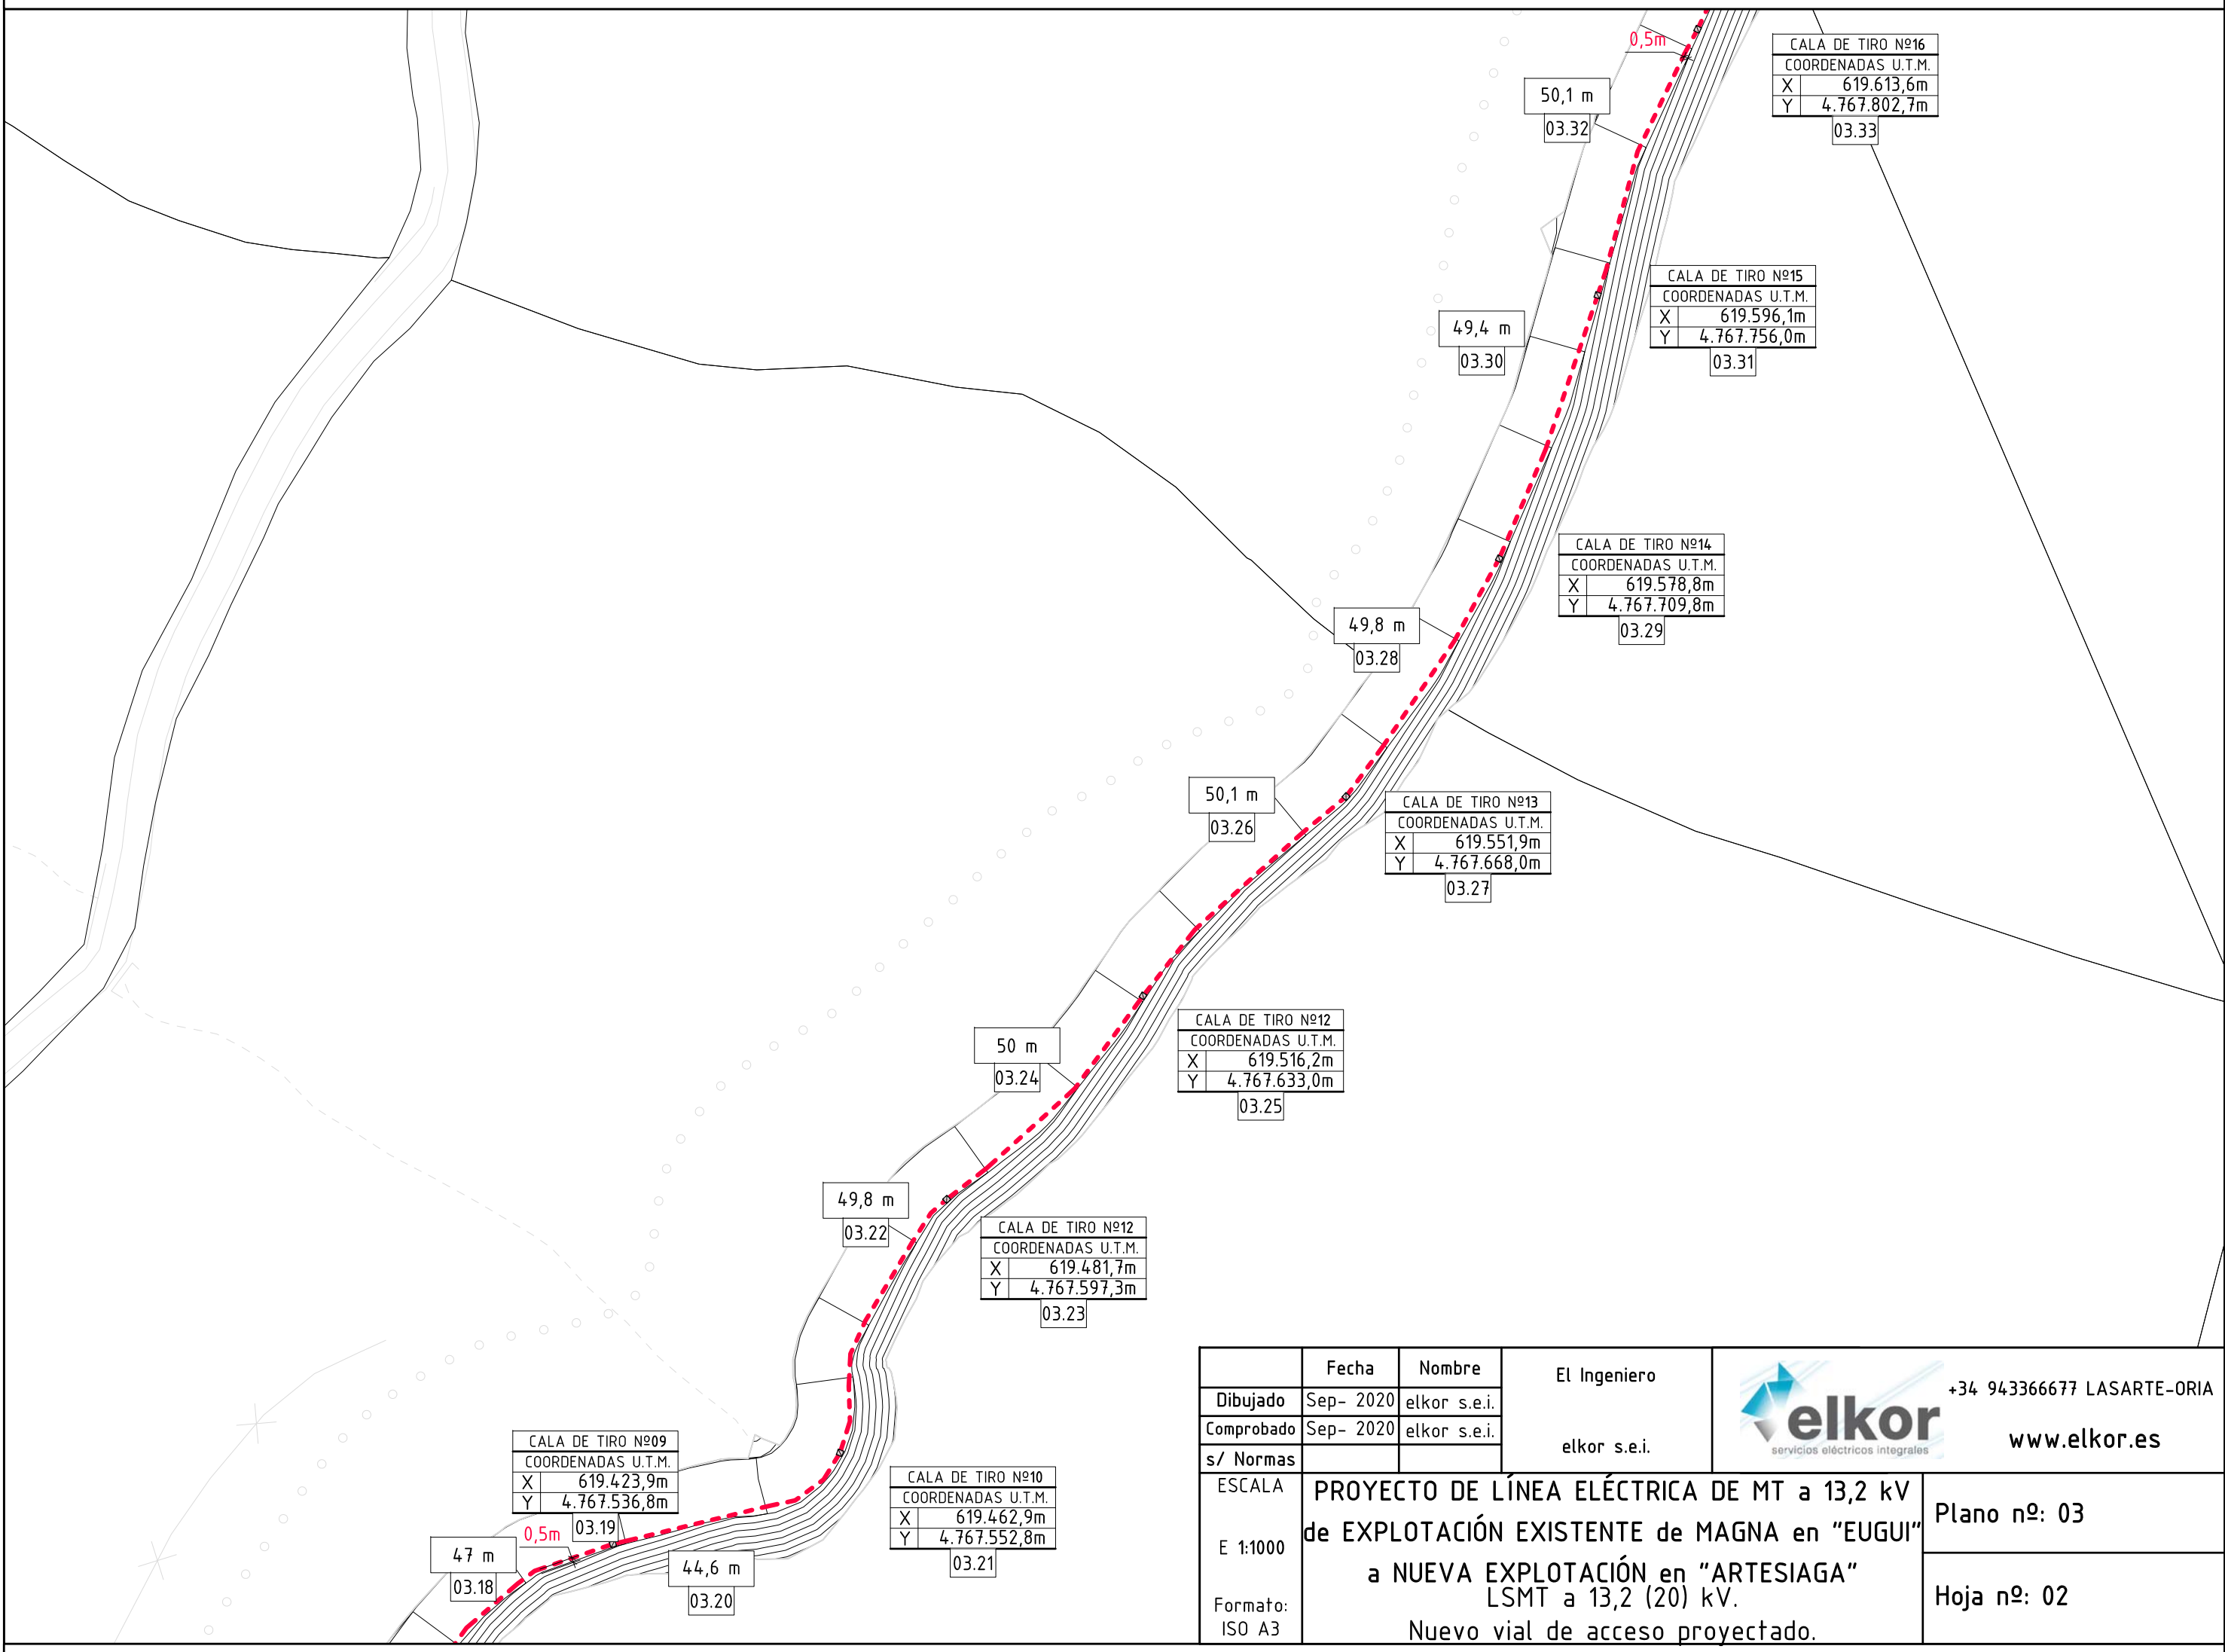 0,5m
CALA DE TIRO Nº16
COORDENADAS U.T.M.
X 619.613,6m
Y 4.767.802,7m
03.33
50,1 m
03.32
CALA DE TIRO Nº15
COORDENADAS U.T.M.
X 619.596,1m
Y 4.767.756,0m
03.31
49,4 m
03.30
CALA DE TIRO Nº14
COORDENADAS U.T.M.
X 619.578,8m
Y 4.767.709,8m
03.29
49,8 m
03.28
50,1 m
03.26
CALA DE TIRO Nº13
COORDENADAS U.T.M.
X 619.551,9m
Y 4.767.668,0m
03.27
50 m
03.24
CALA DE TIRO Nº12
COORDENADAS U.T.M.
X 619.516,2m
Y 4.767.633,0m
03.25
49,8 m
03.22
CALA DE TIRO Nº12
COORDENADAS U.T.M.
X 619.481,7m
Y 4.767.597,3m
03.23
CALA DE TIRO Nº09
COORDENADAS U.T.M.
X 619.423,9m
Y 4.767.536,8m
03.19
0,5m
47 m
03.18
44,6 m
03.20
CALA DE TIRO Nº10
COORDENADAS U.T.M.
X 619.462,9m
Y 4.767.552,8m
03.21
Fecha Nombre
Dibujado Sep- 2020 elkor s.e.i.
Comprobado Sep- 2020 elkor s.e.i.
s/ Normas
El Ingeniero
elkor s.e.i.
elkor
servicios eléctricos integrales
+34 943366677 LASARTE-ORIA
www.elkor.es
ESCALA
E 1:1000
Formato:
ISO A3
PROYECTO DE LÍNEA ELÉCTRICA DE MT a 13,2 kV
de EXPLOTACIÓN EXISTENTE de MAGNA en "EUGUI"
a NUEVA EXPLOTACIÓN en "ARTESIAGA"
LSMT a 13,2 (20) kV.
Nuevo vial de acceso proyectado.
Plano nº: 03
Hoja nº: 02